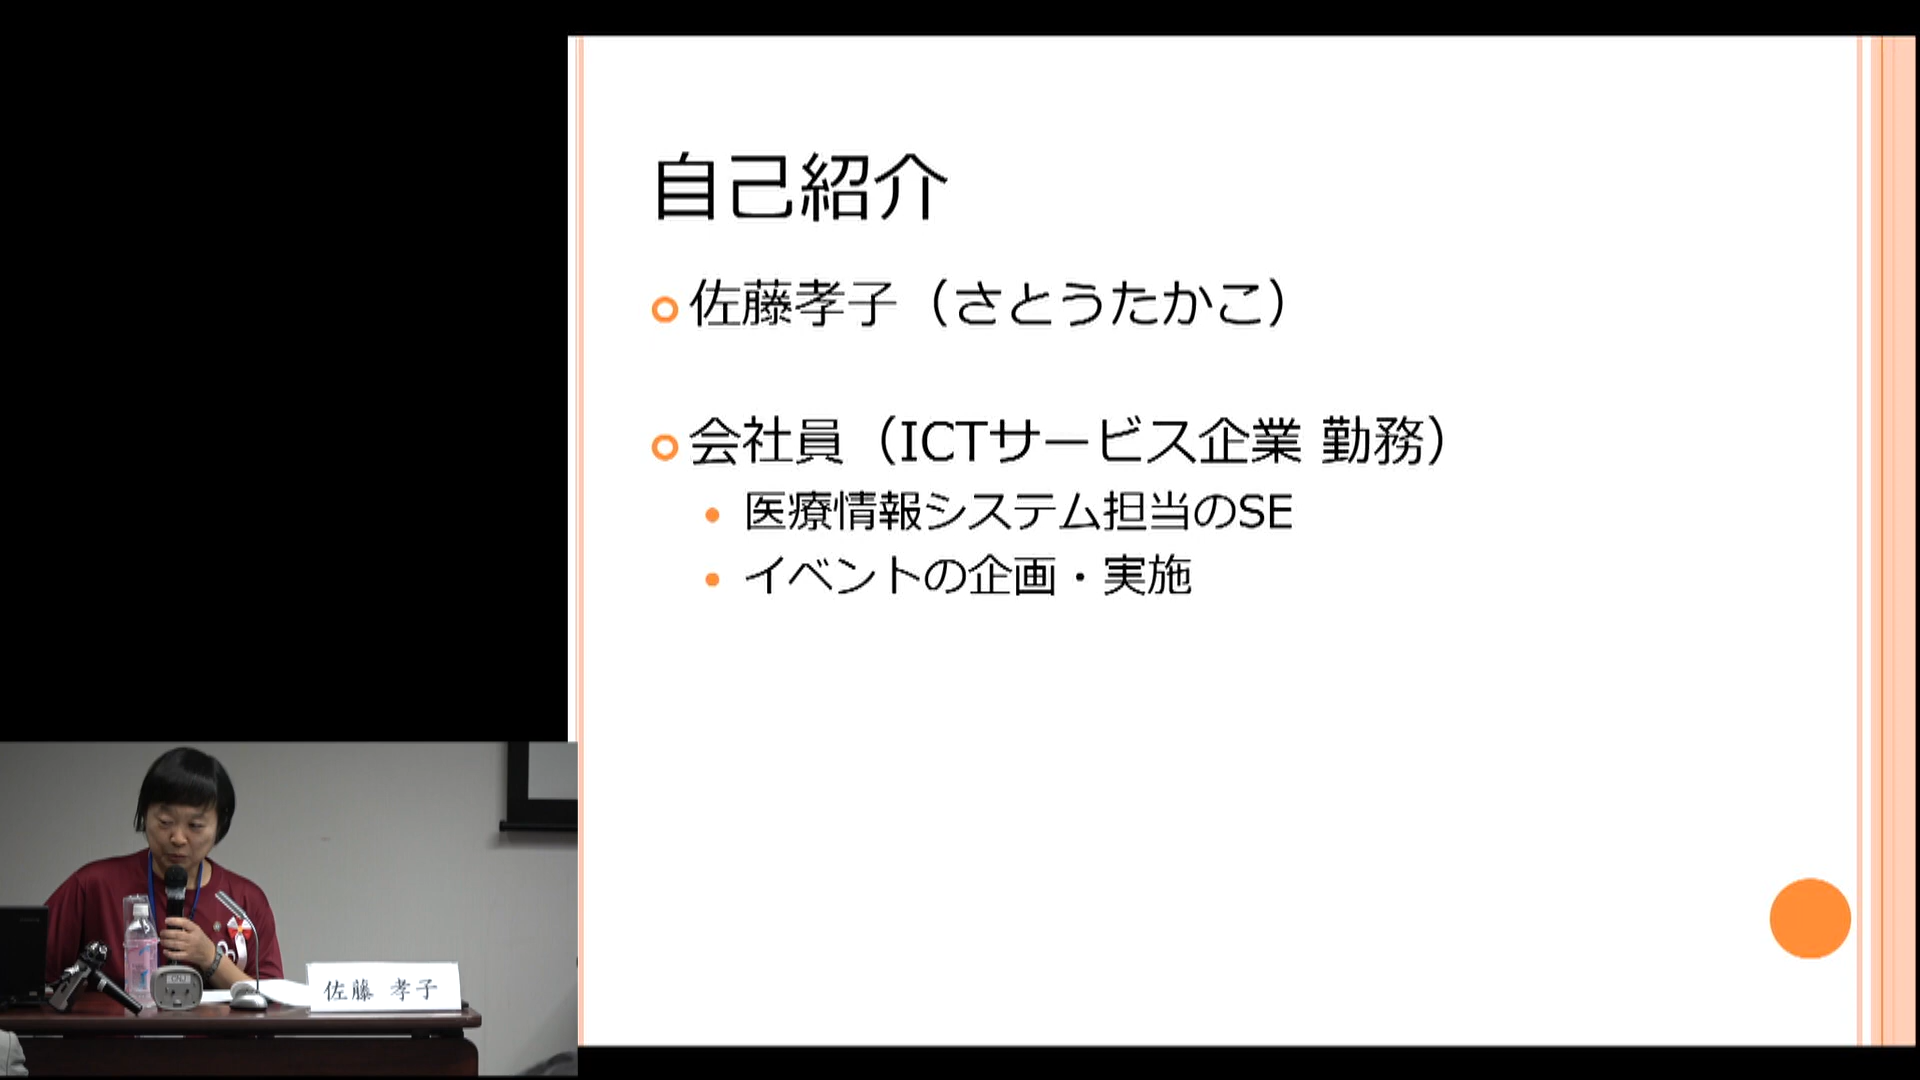 自己紹介
佐藤孝子（さとうたかこ）
会社員（ICTサービス企業 勤務）
医療情報システム担当のSE
イベントの企画・実施
佐藤 孝子